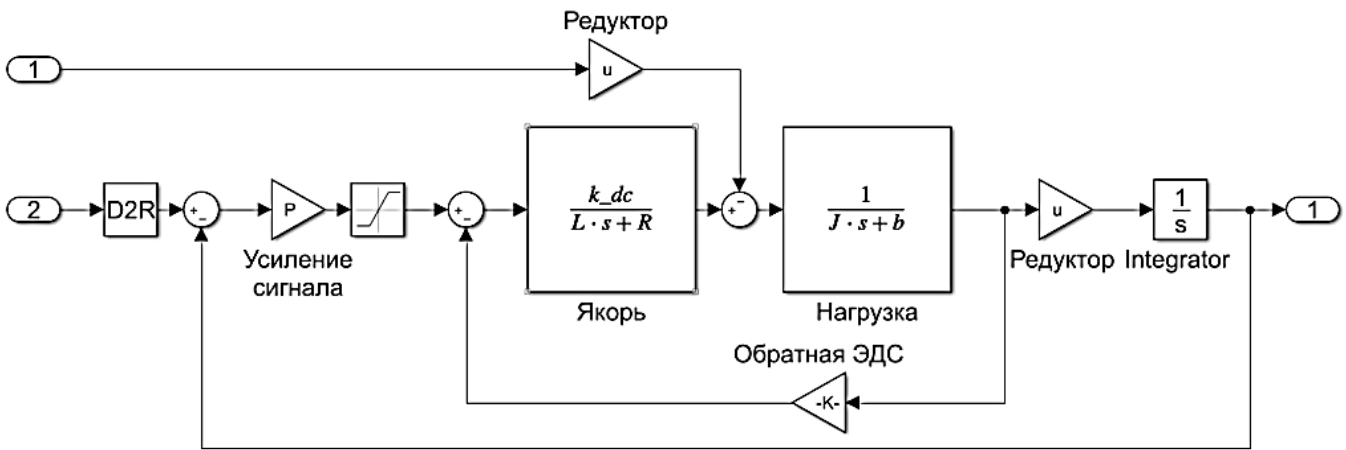 Редуктор
1
u
2
D2R
+
-
P
Усиление
сигнала
+
-
k_dc
L · s + R
Якорь
+
-
1
J · s + b
Нагрузка
u
Редуктор
1
s
Integrator
1
Обратная ЭДС
-K-